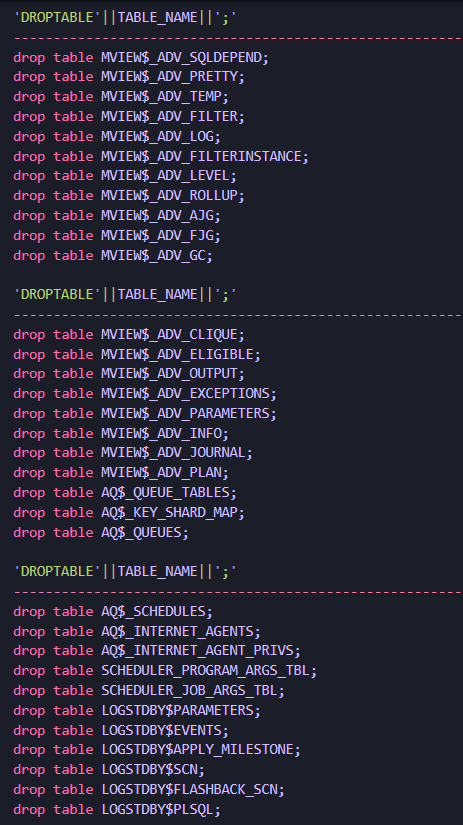 'DROPTABLE'||TABLE_NAME||';'
--------------------------------------------------------
drop table MVIEW$_ADV_SQLDEPEND;
drop table MVIEW$_ADV_PRETTY;
drop table MVIEW$_ADV_TEMP;
drop table MVIEW$_ADV_FILTER;
drop table MVIEW$_ADV_LOG;
drop table MVIEW$_ADV_FILTERINSTANCE;
drop table MVIEW$_ADV_LEVEL;
drop table MVIEW$_ADV_ROLLUP;
drop table MVIEW$_ADV_AJG;
drop table MVIEW$_ADV_FJG;
drop table MVIEW$_ADV_GC;
'DROPTABLE'||TABLE_NAME||';'
--------------------------------------------------------
drop table MVIEW$_ADV_CLIQUE;
drop table MVIEW$_ADV_ELIGIBLE;
drop table MVIEW$_ADV_OUTPUT;
drop table MVIEW$_ADV_EXCEPTIONS;
drop table MVIEW$_ADV_PARAMETERS;
drop table MVIEW$_ADV_INFO;
drop table MVIEW$_ADV_JOURNAL;
drop table MVIEW$_ADV_PLAN;
drop table AQ$_QUEUE_TABLES;
drop table AQ$_KEY_SHARD_MAP;
drop table AQ$_QUEUES;
'DROPTABLE'||TABLE_NAME||';'
--------------------------------------------------------
drop table AQ$_SCHEDULES;
drop table AQ$_INTERNET_AGENTS;
drop table AQ$_INTERNET_AGENT_PRIVS;
drop table SCHEDULER_PROGRAM_ARGS_TBL;
drop table SCHEDULER_JOB_ARGS_TBL;
drop table LOGSTDBY$PARAMETERS;
drop table LOGSTDBY$EVENTS;
drop table LOGSTDBY$APPLY_MILESTONE;
drop table LOGSTDBY$SCN;
drop table LOGSTDBY$FLASHBACK_SCN;
drop table LOGSTDBY$PLSQL;